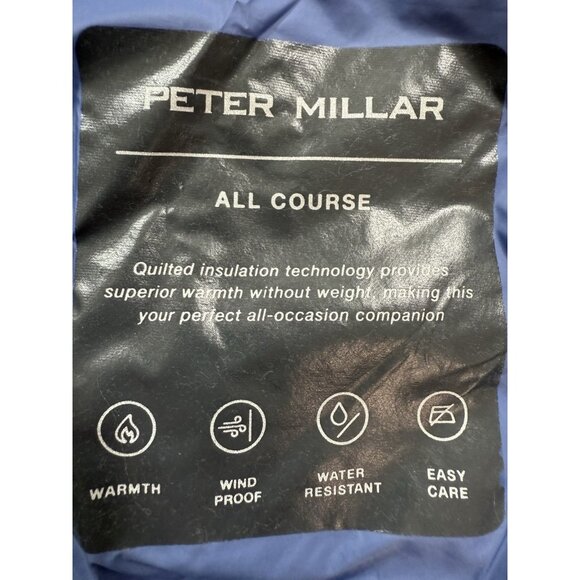 PETER MILLAR
ALL COURSE
Quilted insulation technology provides
superior warmth without weight, making this
your perfect all-occasion companion
WARMTH
WIND
PROOF
WATER
RESISTANT
EASY
CARE